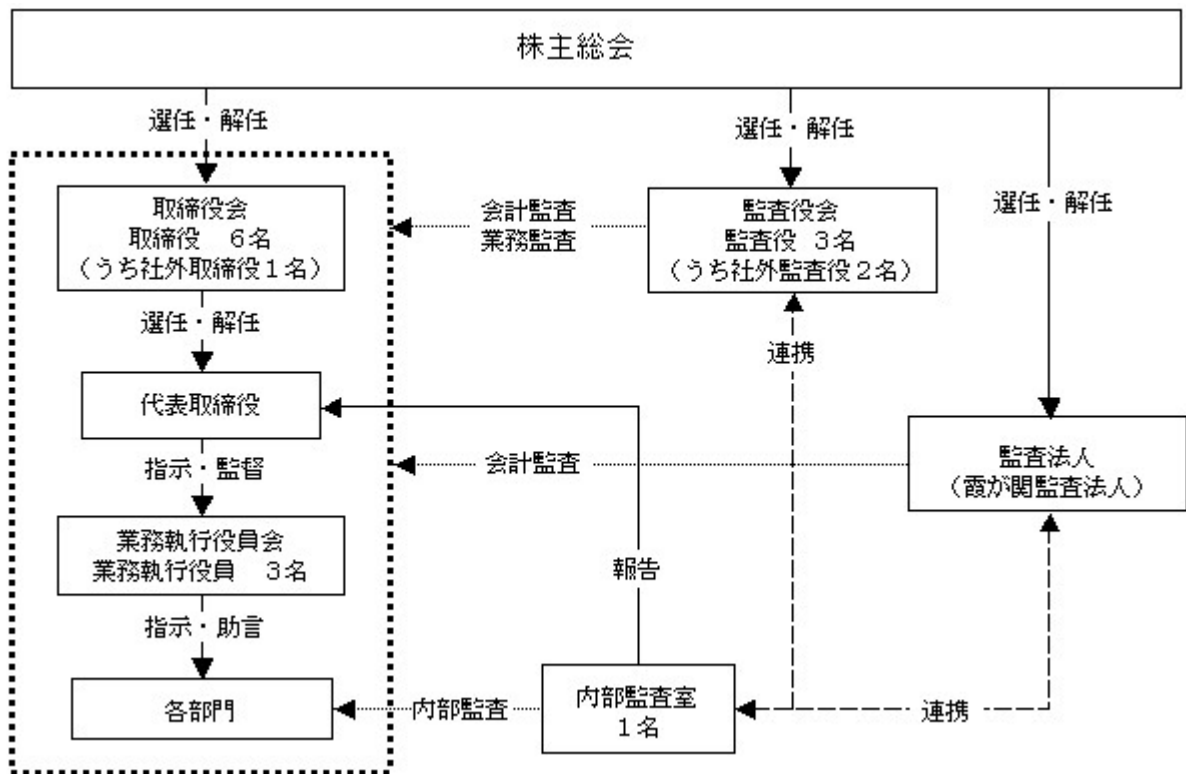 株主総会
選任・解任
選任・解任
選任・解任
取締役会
取締役　6名
（うち社外取締役1名）
会計監査
業務監査
監査役会
監査役 3名
（うち社外監査役2名）
選任・解任
連携
代表取締役
指示・監督
会計監査
監査法人
（霞が関監査法人）
業務執行役員会
業務執行役員　3名
報告
指示・助言
各部門
内部監査
内部監査室
1名
連携